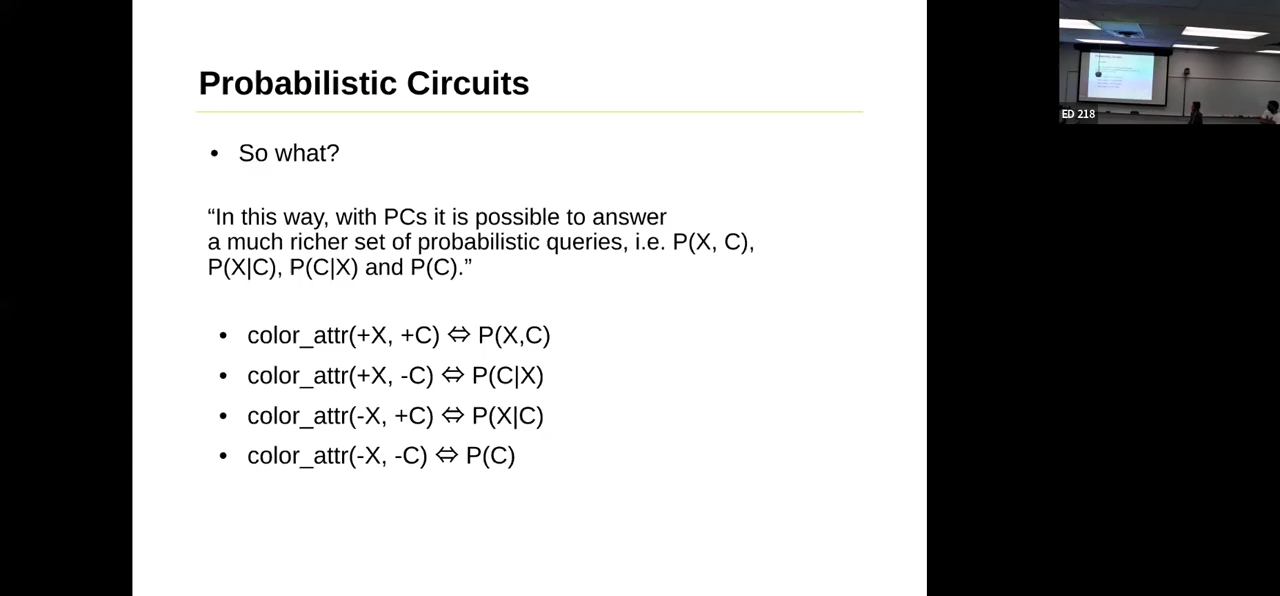 Probabilistic Circuits
• So what?
“In this way, with PCs it is possible to answer
a much richer set of probabilistic queries, i.e. P(X, C),
P(X|C), P(C|X) and P(C).”
• color_attr(+X, +C) ⇔ P(X,C)
• color_attr(+X, -C) ⇔ P(C|X)
• color_attr(-X, +C) ⇔ P(X|C)
• color_attr(-X, -C) ⇔ P(C)
ED 218